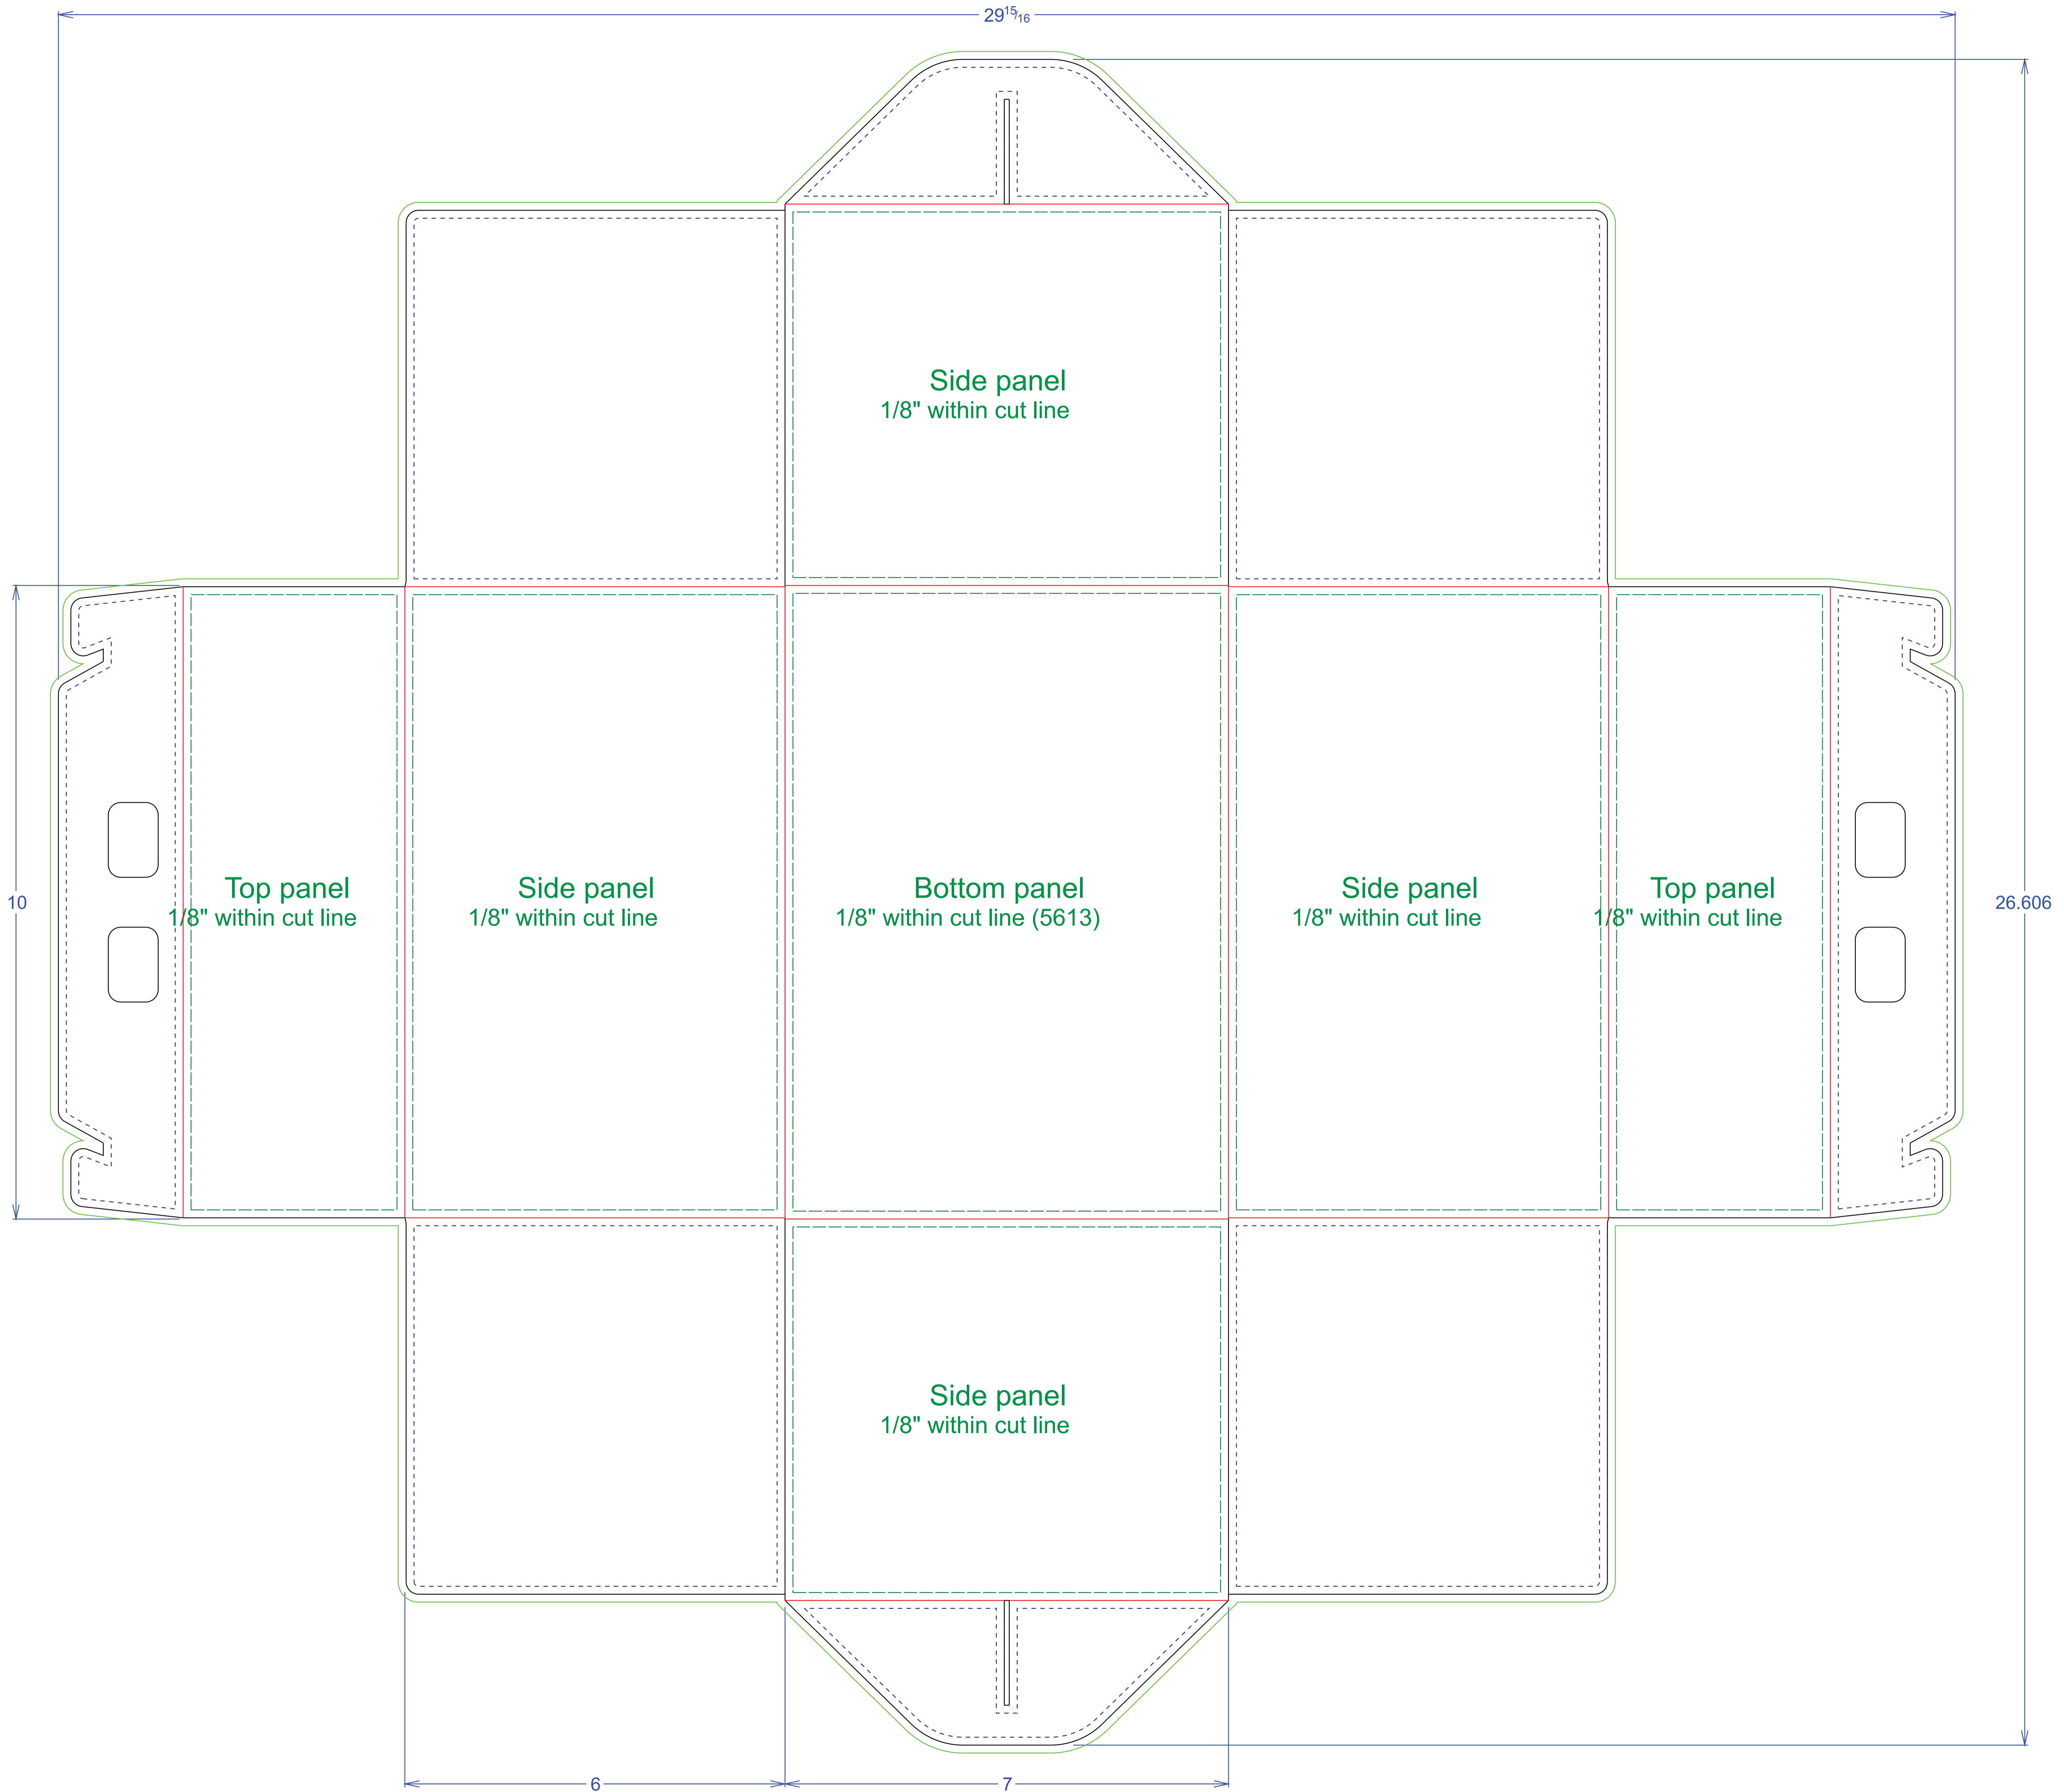 29 15/16
Side panel
1/8" within cut line
10
Top panel
1/8" within cut line
Side panel
1/8" within cut line
Bottom panel
1/8" within cut line (5613)
Side panel
1/8" within cut line
Top panel
1/8" within cut line
26.606
Side panel
1/8" within cut line
6
7